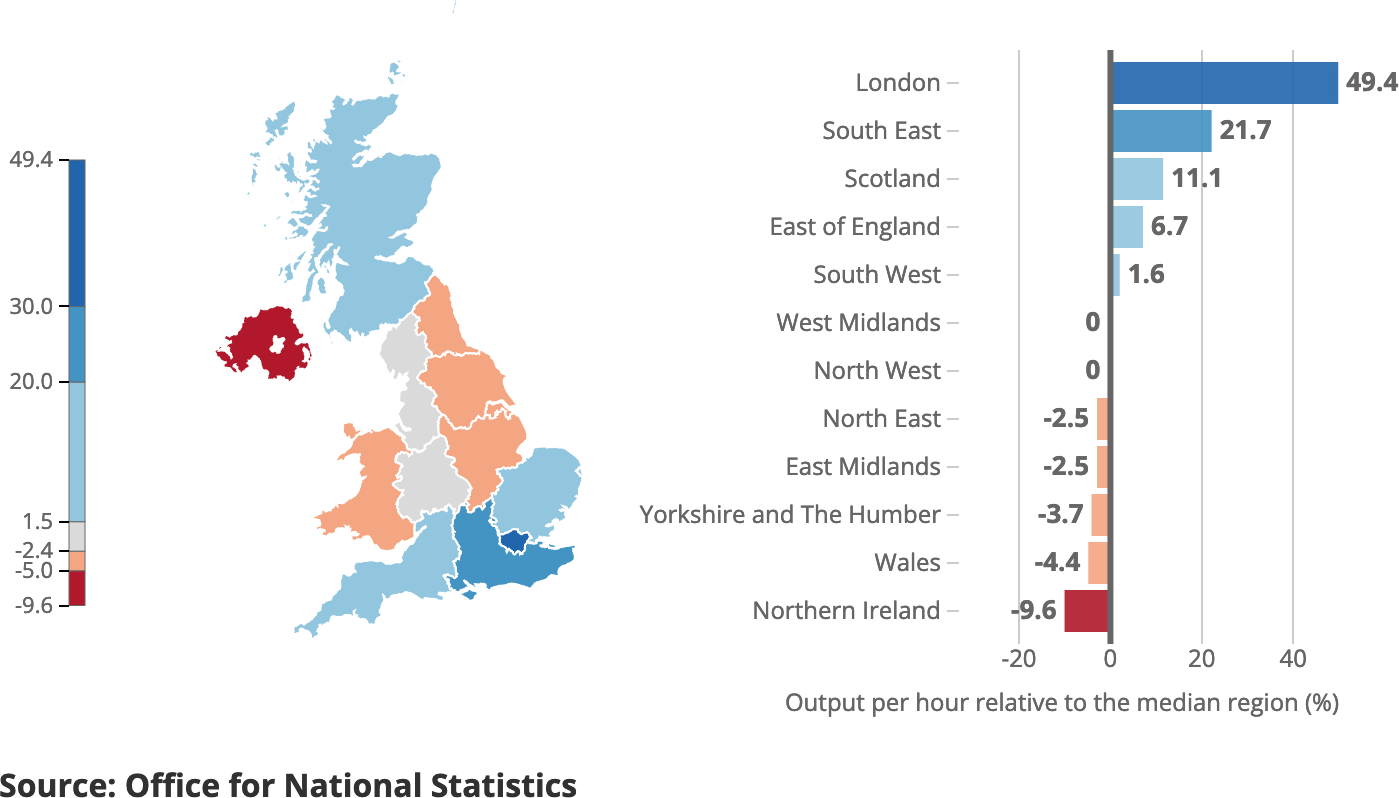 49.4
30.0
20.0
1.5
-2.4
-5.0
-9.6
London 49.4
South East 21.7
Scotland 11.1
East of England 6.7
South West 1.6
West Midlands 0
North West 0
North East -2.5
East Midlands -2.5
Yorkshire and The Humber -3.7
Wales -4.4
Northern Ireland -9.6
-20 0 20 40
Output per hour relative to the median region (%)
Source: Office for National Statistics